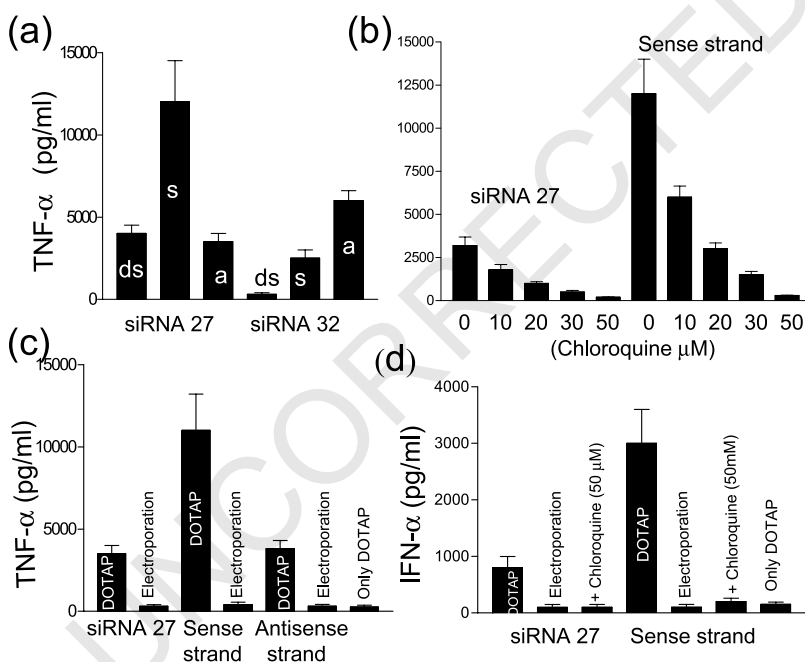 (a)
TNF-α (pg/ml)
15000
10000
5000
0
ds
s
a
ds
s
a
siRNA 27
siRNA 32
(b)
15000
12500
10000
7500
5000
2500
0
siRNA 27
Sense strand
0 10 20 30 50 0 10 20 30 50
(Chloroquine μM)
(c)
TNF-α (pg/ml)
15000
10000
5000
0
DOTAP
Electroporation
DOTAP
Electroporation
DOTAP
Electroporation
Only DOTAP
siRNA 27
Sense
strand
Antisense
strand
(d)
IFN-α (pg/ml)
4000
3000
2000
1000
0
DOTAP
Electroporation
+ Chloroquine (50 μM)
DOTAP
Electroporation
+ Chloroquine (50mM)
Only DOTAP
siRNA 27
Sense strand
UNCORRECTED